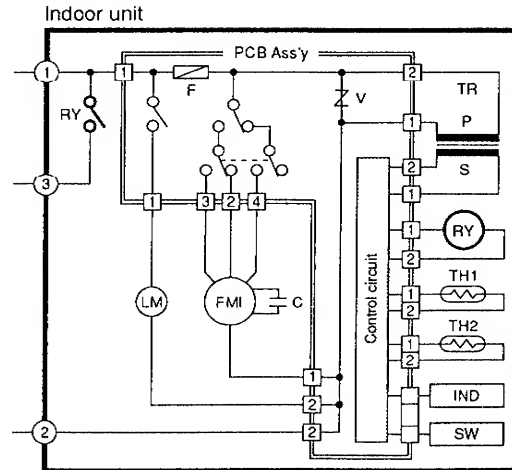 Indoor unit
PCB Ass'y
1
1
F
2
TR
RY
V
1
P
2
S
3
1
1
3
2
4
1
RY
2
Control circuit
TH1
LM
FMI
C
1
2
TH2
1
2
1
IND
2
2
2
SW